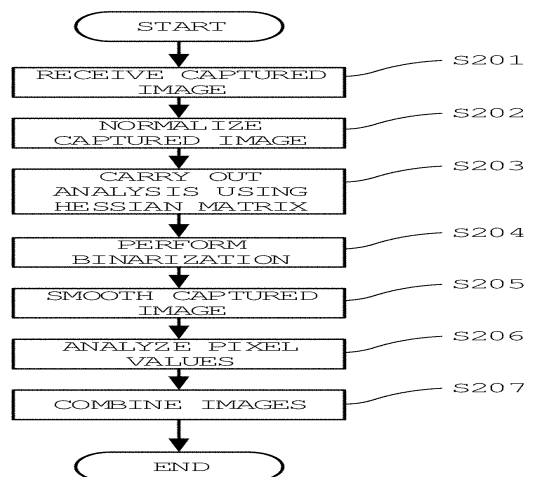 START
RECEIVE CAPTURED
IMAGE
S201
NORMALIZE
CAPTURED IMAGE
S202
CARRY OUT
ANALYSIS USING
HESSIAN MATRIX
S203
PERFORM
BINARIZATION
S204
SMOOTH CAPTURED
IMAGE
S205
ANALYZE PIXEL
VALUES
S206
COMBINE IMAGES
S207
END